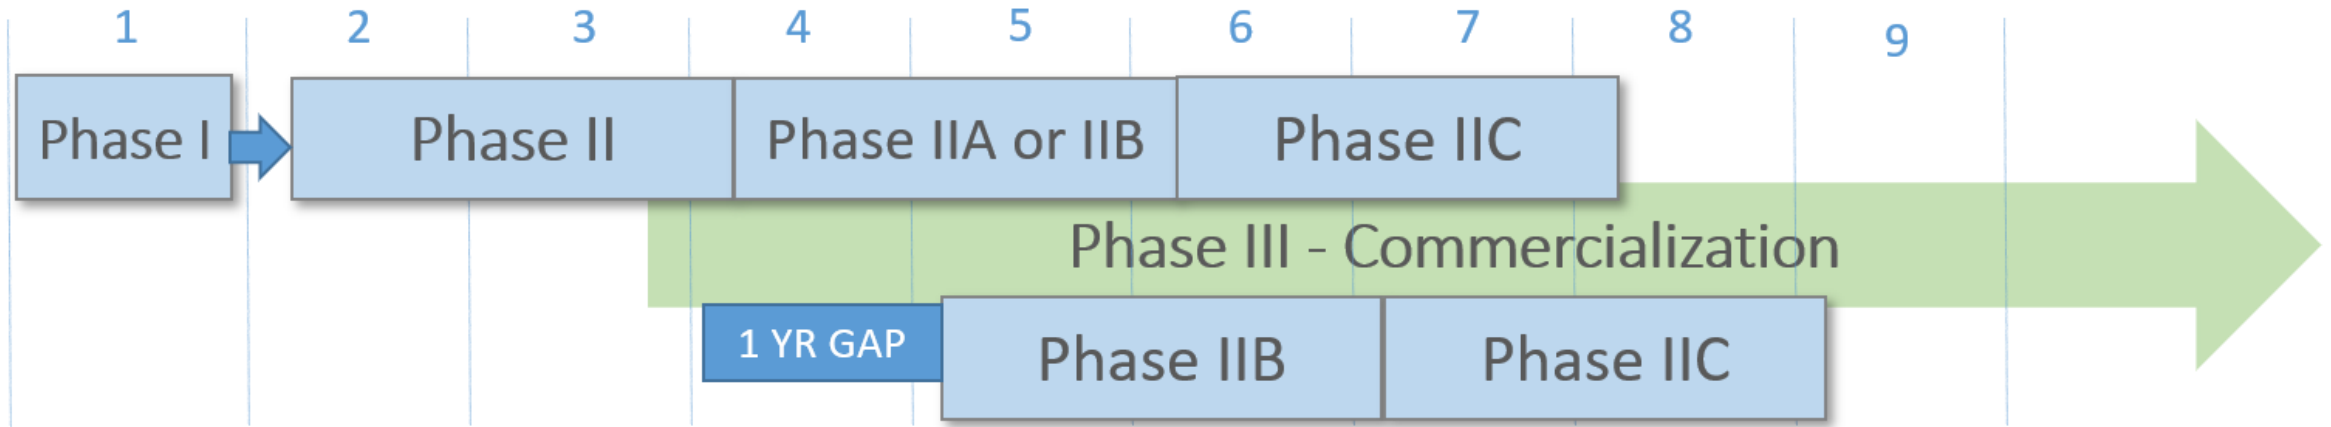 1 2 3 4 5 6 7 8 9
Phase I Phase II Phase IIA or IIB Phase IIC
Phase III - Commercialization
1 YR GAP Phase IIB Phase IIC